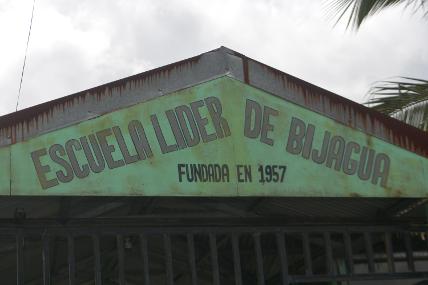 ESCUELA LIDER DE BIJAGUA
FUNDADA EN 1957